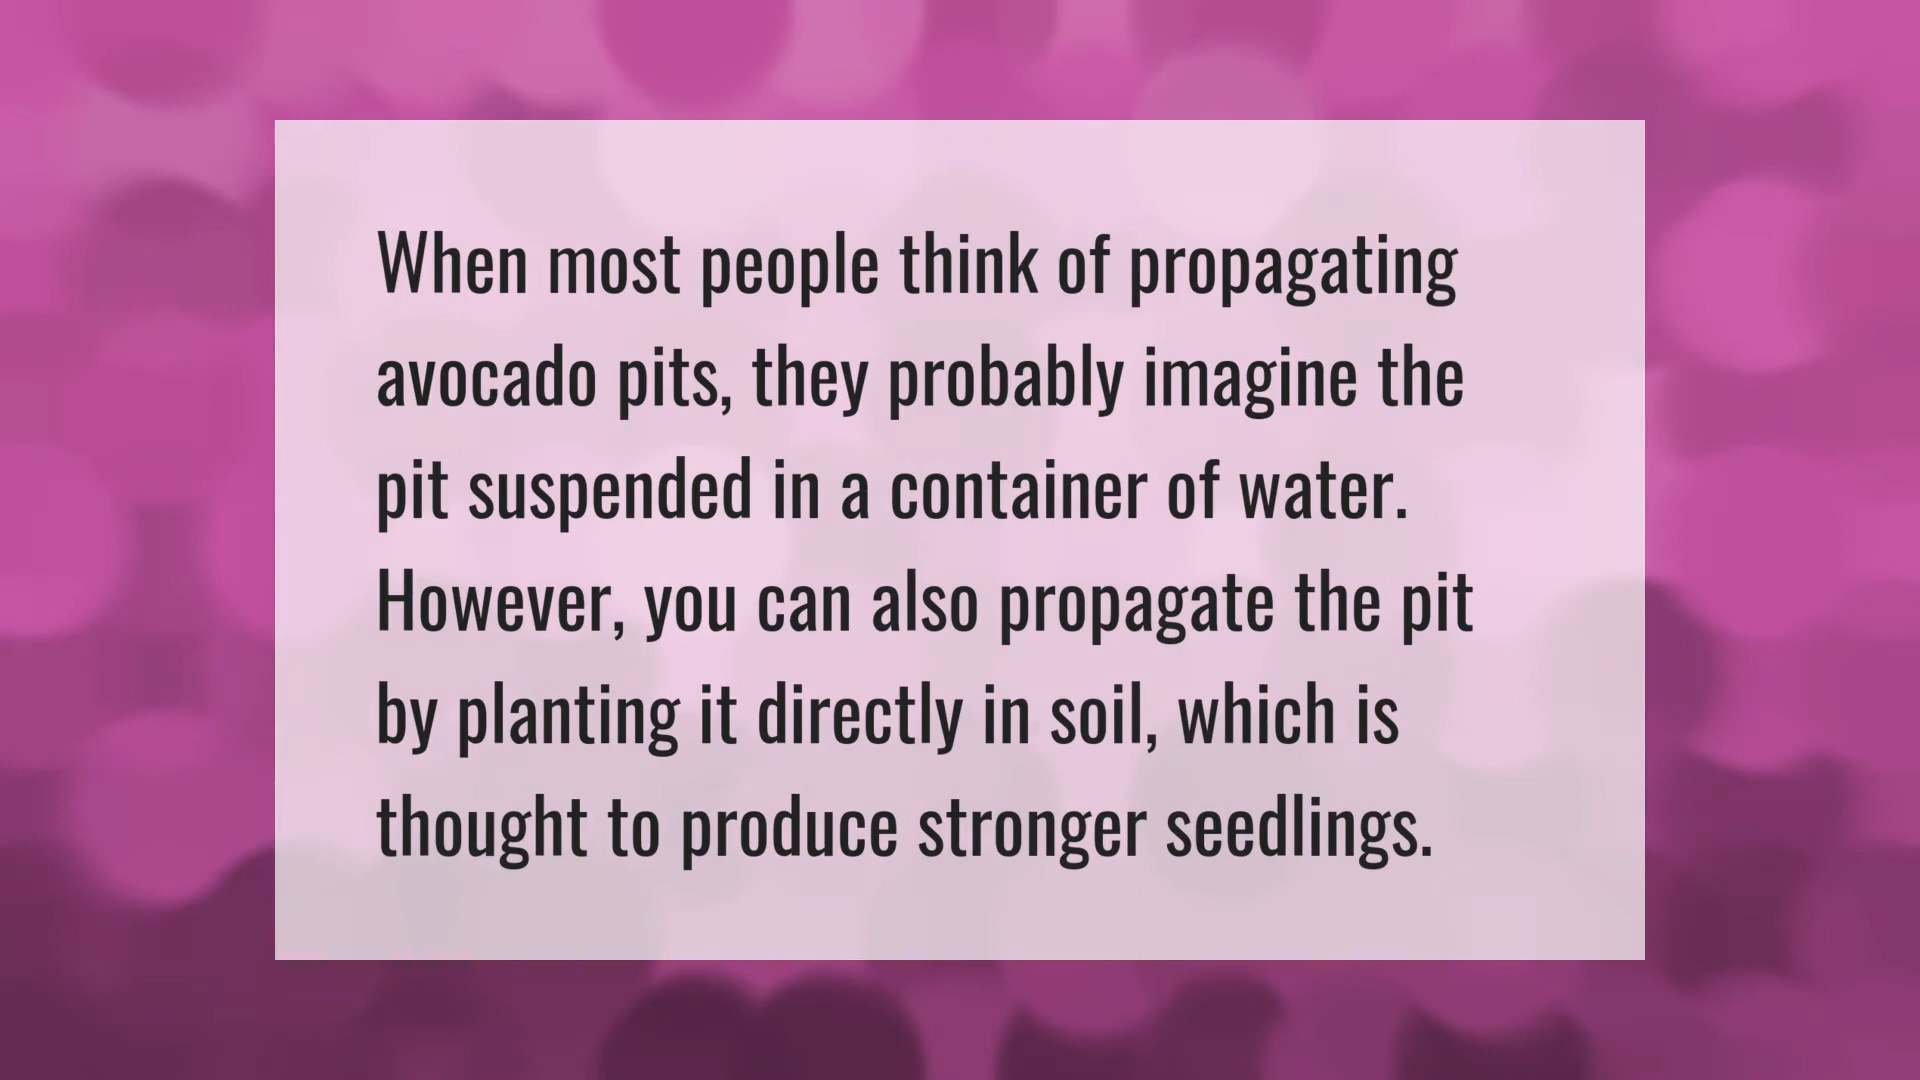 When most people think of propagating
avocado pits, they probably imagine the
pit suspended in a container of water.
However, you can also propagate the pit
by planting it directly in soil, which is
thought to produce stronger seedlings.